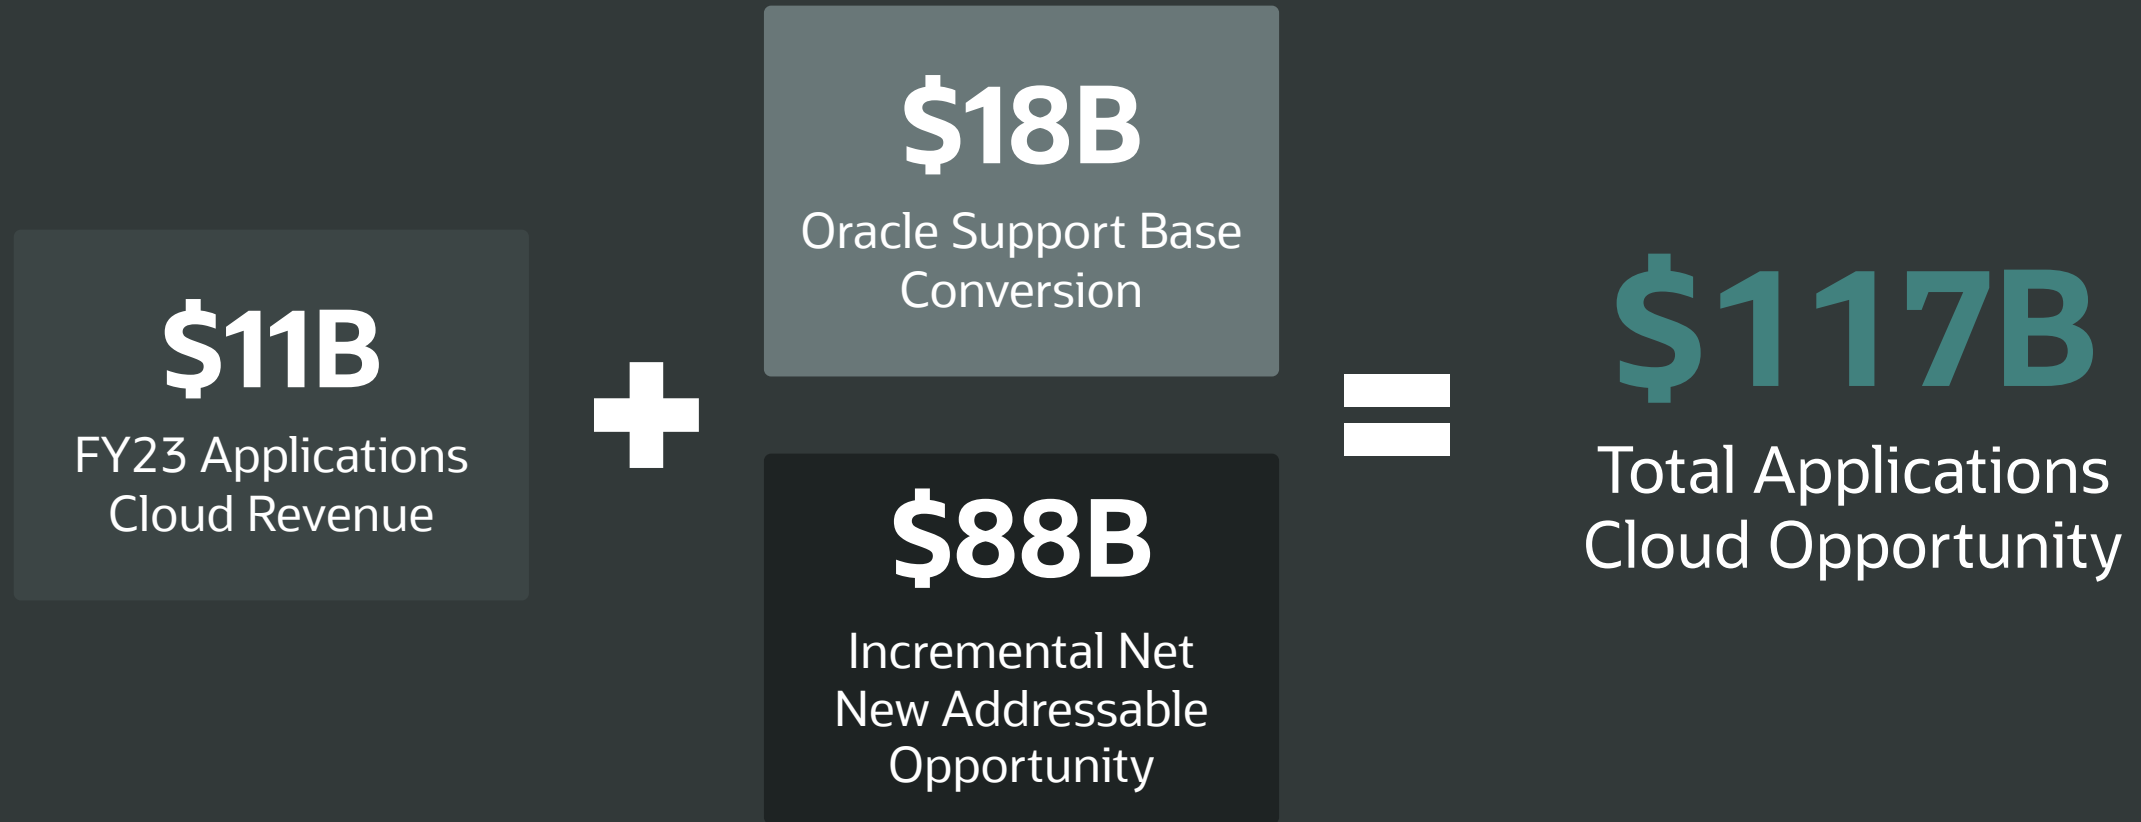 $11B
FY23 Applications
Cloud Revenue
+
$18B
Oracle Support Base
Conversion
$88B
Incremental Net
New Addressable
Opportunity
=
$117B
Total Applications
Cloud Opportunity